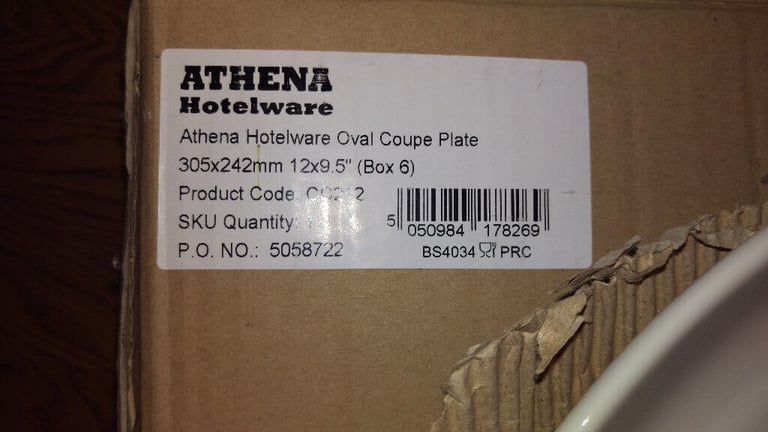 ATHENA
Hotelware
Athena Hotelware Oval Coupe Plate
305x242mm 12x9.5" (Box 6)
Product Code:
SKU Quantity:
5 050984 178269
P.O. NO.: 5058722
BS4034 PRC